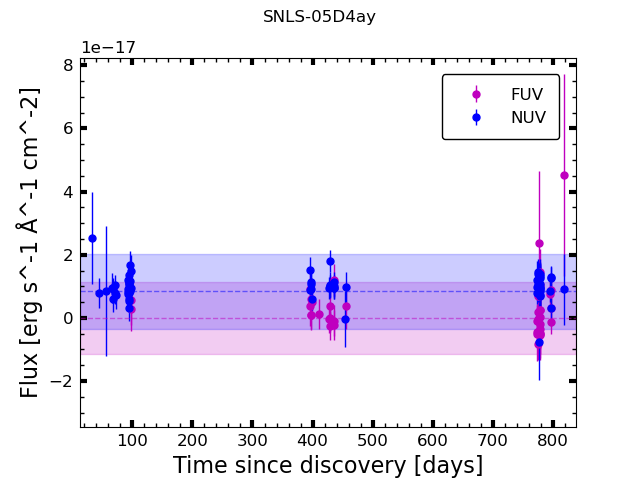 SNLS-05D4ay
1e−17
Flux [erg s^-1 Å^-1 cm^-2]
8
6
4
2
0
−2
FUV
NUV
100 200 300 400 500 600 700 800
Time since discovery [days]